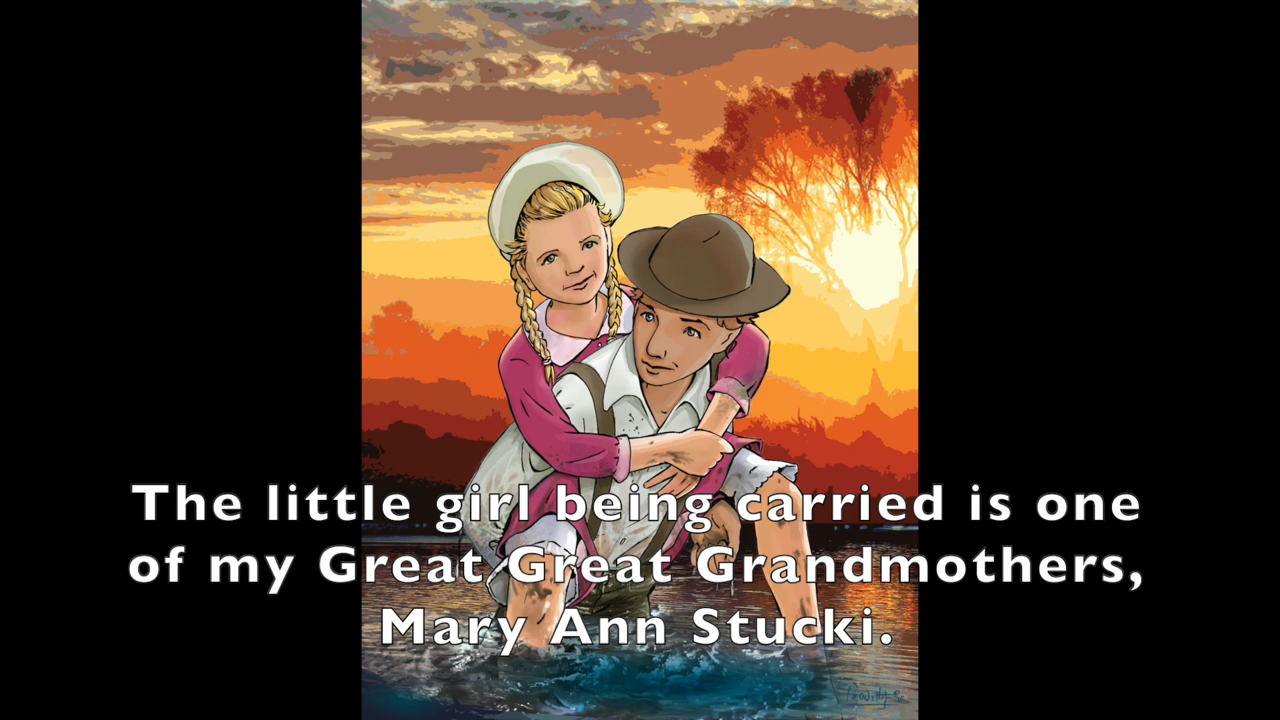 The little girl being carried is one
of my Great Great Grandmothers,
Mary Ann Stucki.